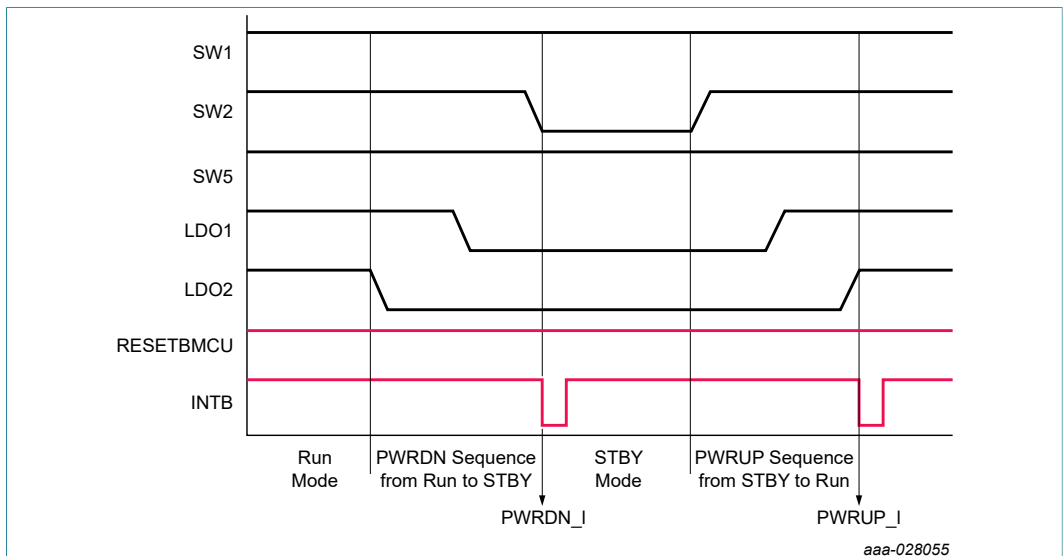 SW1
SW2
SW5
LDO1
LDO2
RESETBMCU
INTB
Run
Mode
PWRDN Sequence
from Run to STBY
STBY
Mode
PWRUP Sequence
from STBY to Run
PWRDN_I
PWRUP_I
aaa-028055